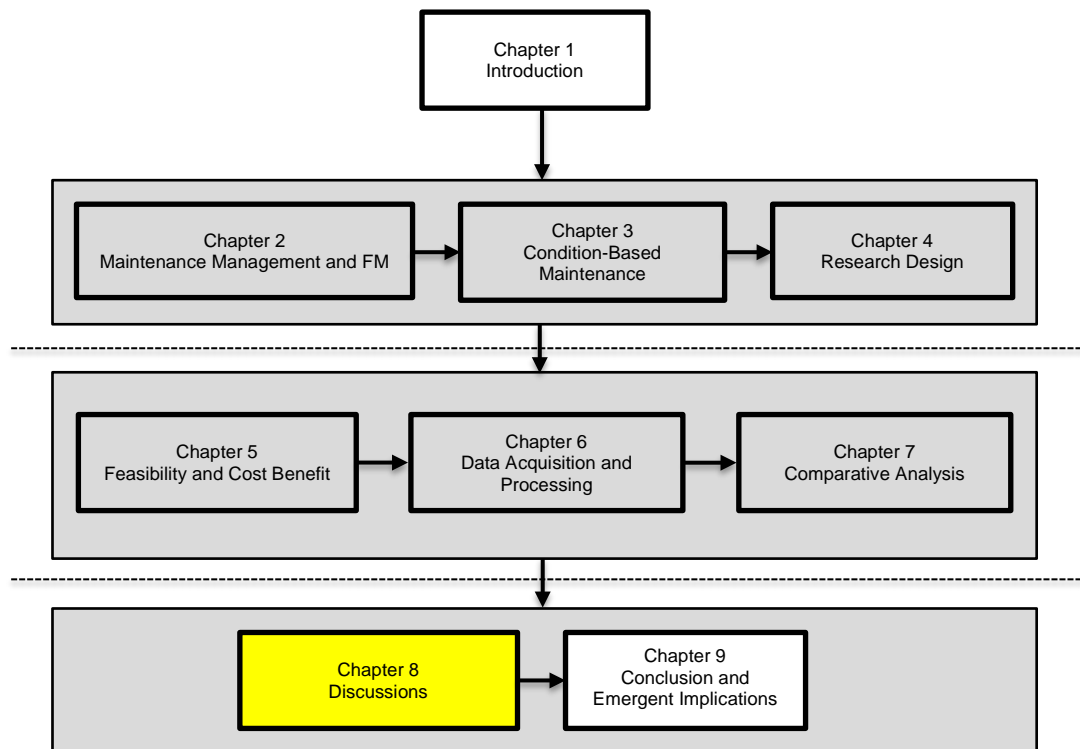 Chapter 1
Introduction
Chapter 2
Maintenance Management and FM
Chapter 3
Condition-Based
Maintenance
Chapter 4
Research Design
Chapter 5
Feasibility and Cost Benefit
Chapter 6
Data Acquisition and
Processing
Chapter 7
Comparative Analysis
Chapter 8
Discussions
Chapter 9
Conclusion and
Emergent Implications